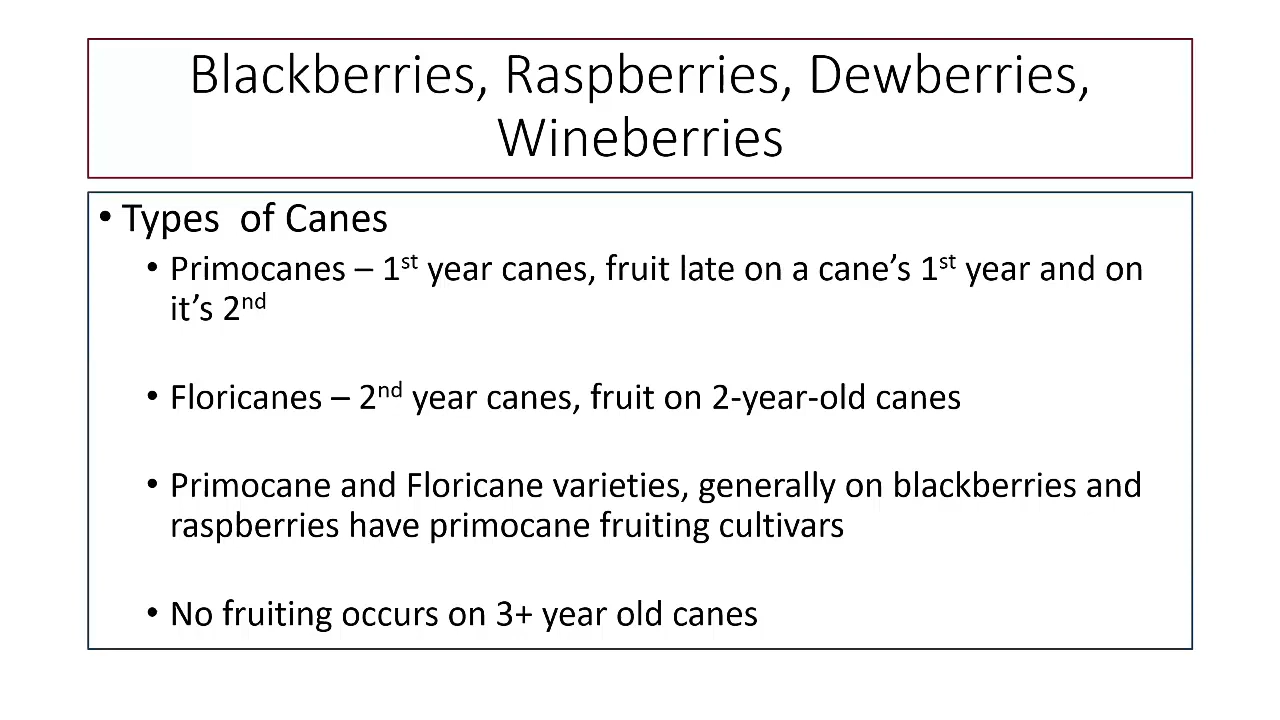 Blackberries, Raspberries, Dewberries,
Wineberries
• Types  of Canes
• Primocanes – 1st year canes, fruit late on a cane’s 1st year and on
it’s 2nd
• Floricanes – 2nd year canes, fruit on 2-year-old canes
• Primocane and Floricane varieties, generally on blackberries and
raspberries have primocane fruiting cultivars
• No fruiting occurs on 3+ year old canes